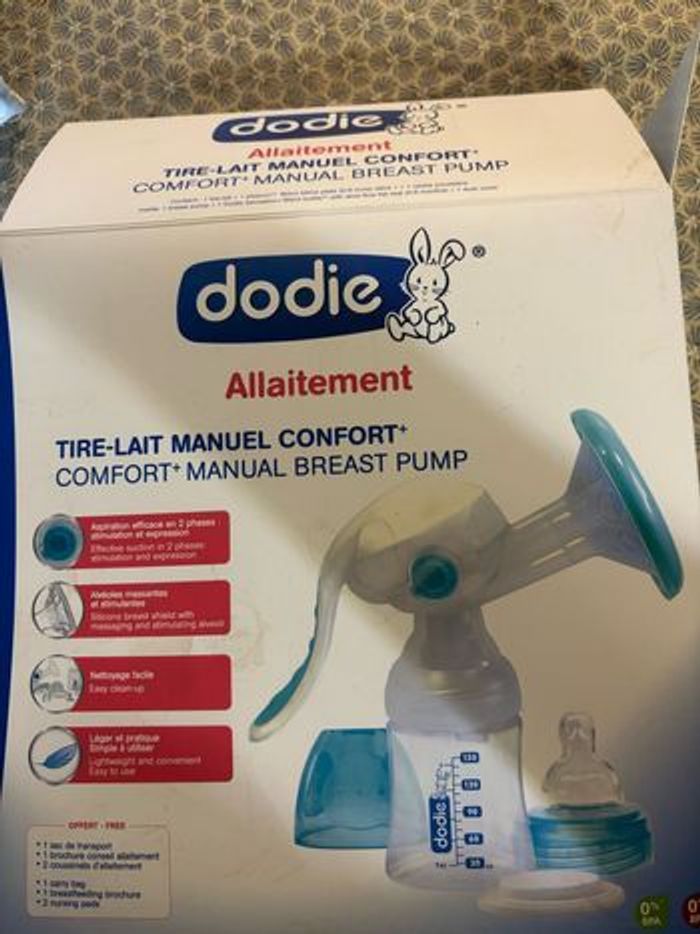 dodie
Allaitement
TIRE-LAIT MANUEL CONFORT+
COMFORT+ MANUAL BREAST PUMP
dodie ®
Allaitement
TIRE-LAIT MANUEL CONFORT+
COMFORT+ MANUAL BREAST PUMP
Aspiration efficace en 2 phases :
stimulation et expression
Effective suction in 2 phases:
stimulation and expression
Alvéoles massantes
et stimulantes
Silicone breast shield with
massaging and stimulating alveoli
Nettoyage facile
Easy clean-up
Léger et pratique
Simple à utiliser
Lightweight and convenient
Easy to use
OFFERT - FREE
• 1 sac de transport
• 1 brochure conseil allaitement
• 2 coussinets d'allaitement
• 1 carry bag
• 1 breastfeeding brochure
• 2 nursing pads
dodie
150
120
90
60
30
0%
BPA